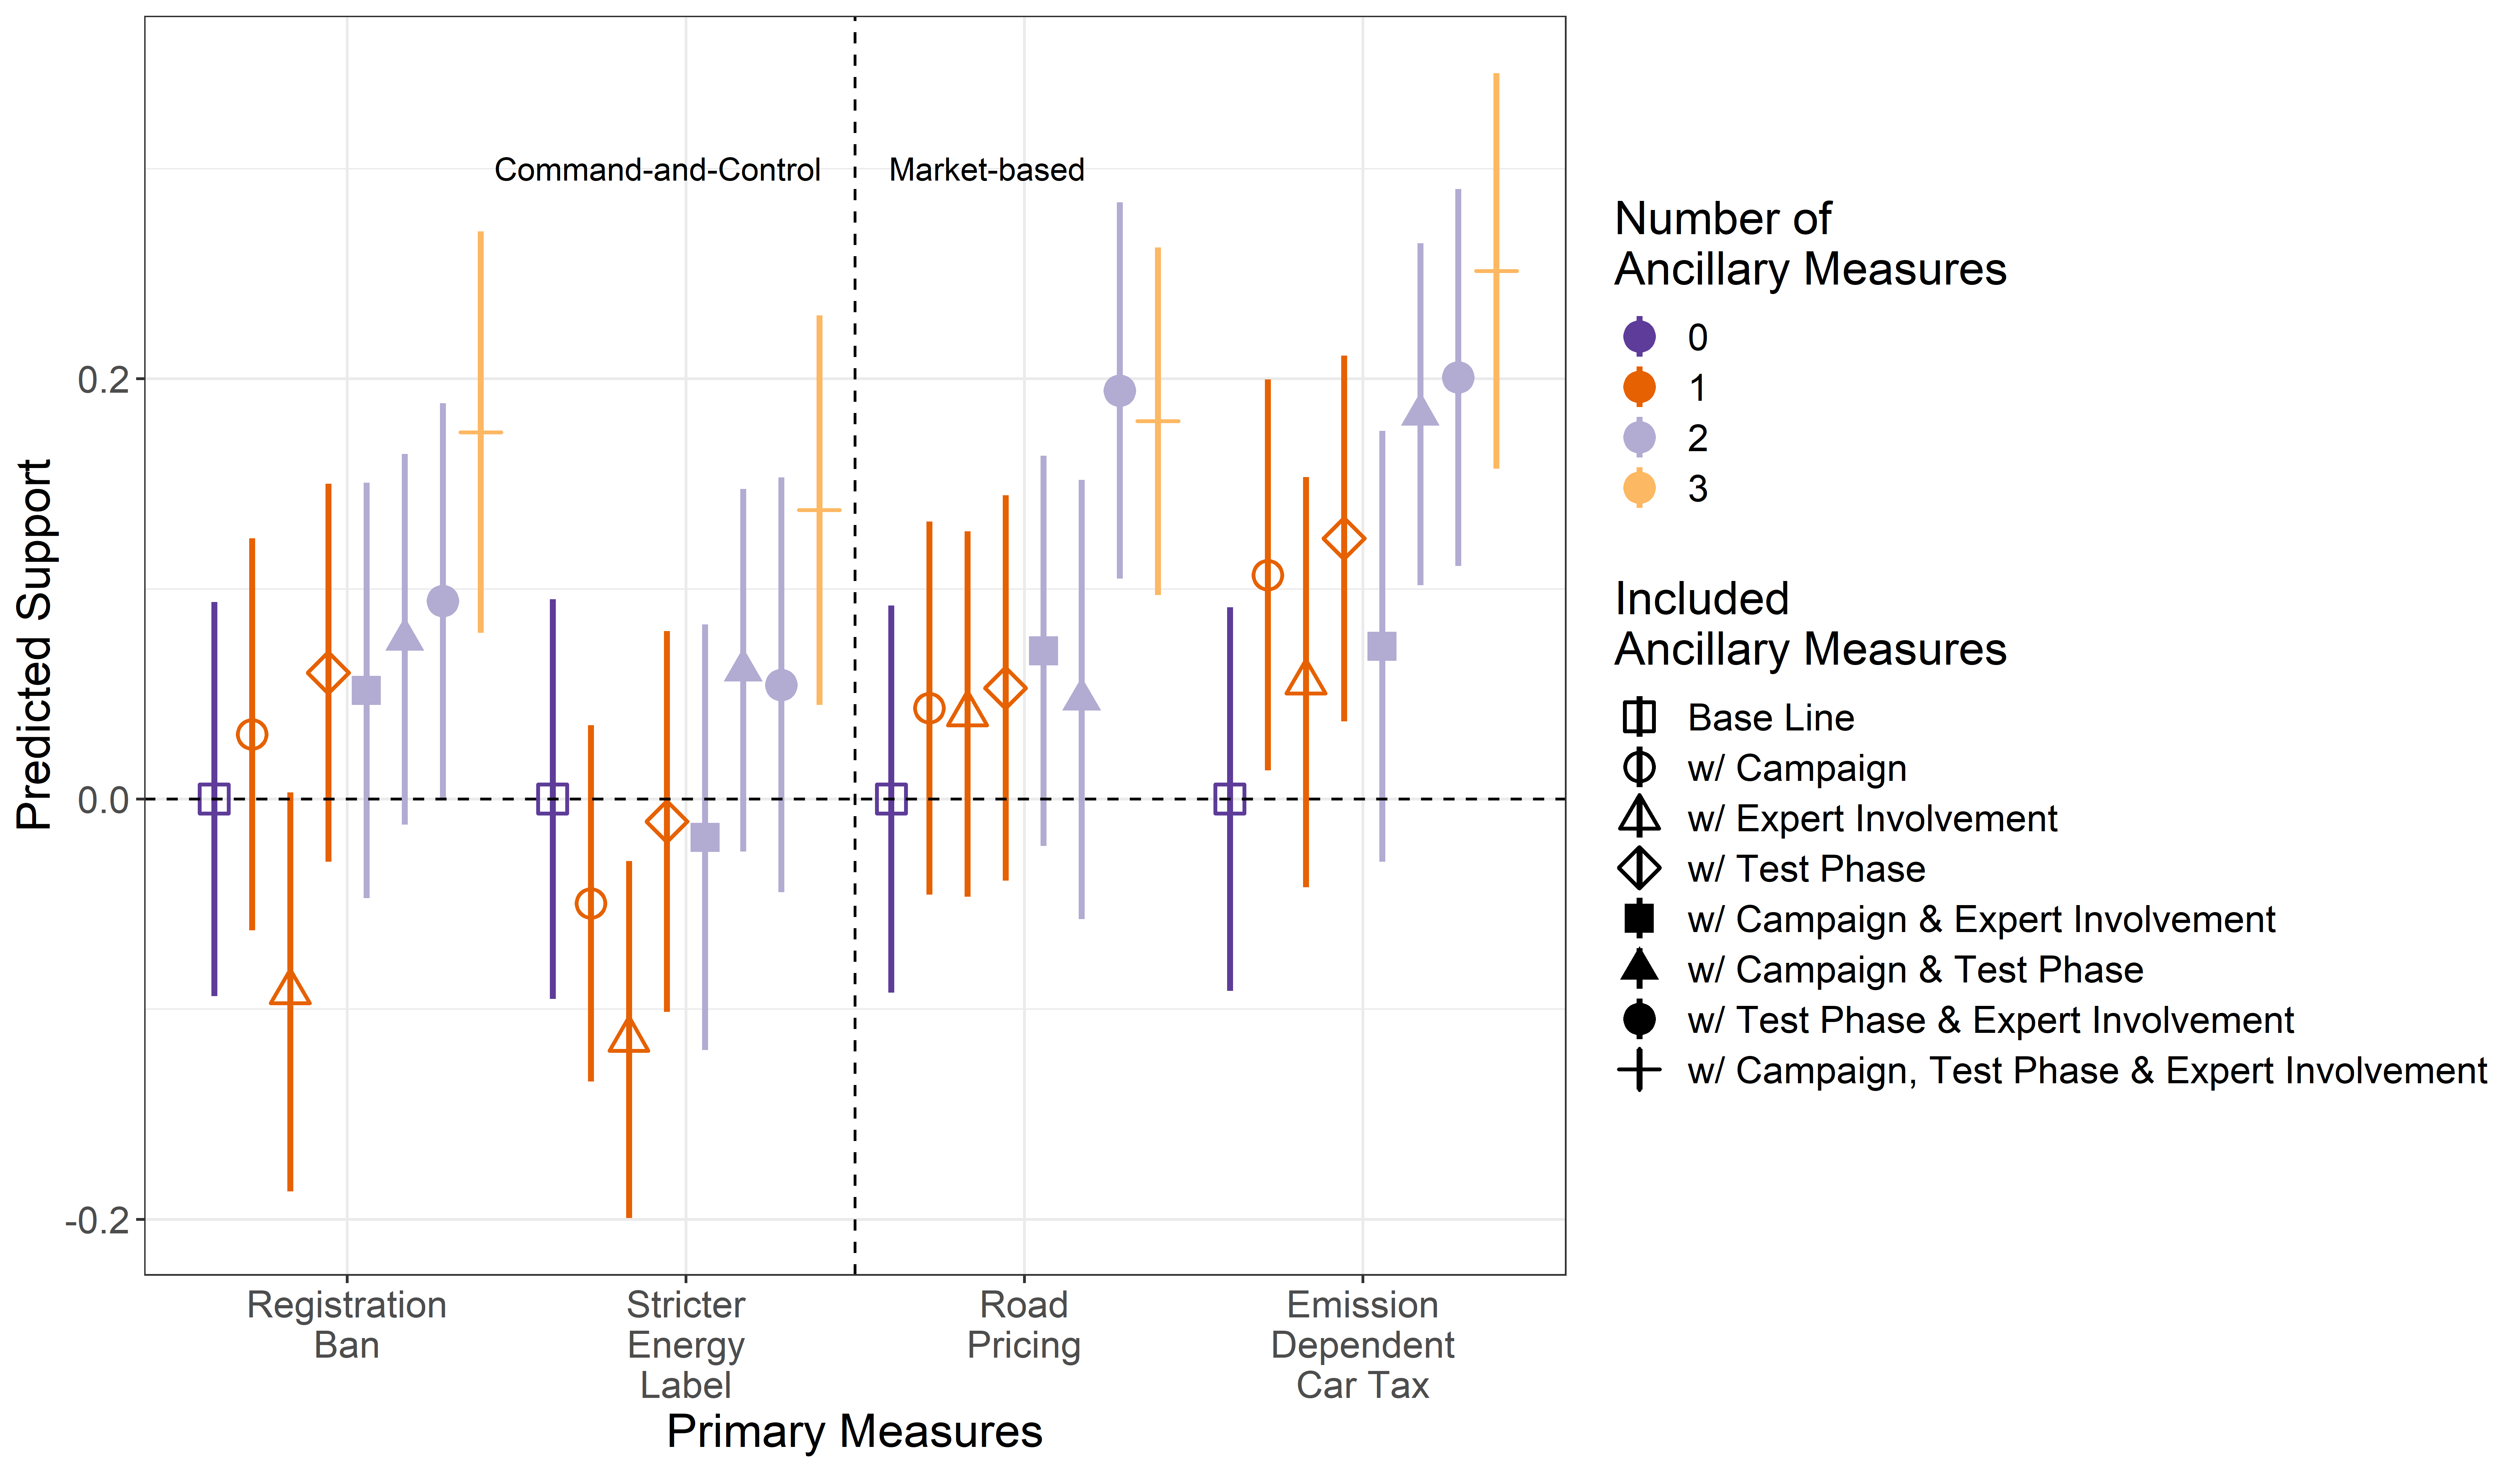 Command-and-Control
Market-based
0.2
0.0
-0.2
Predicted Support
Registration
Ban
Stricter
Energy
Label
Road
Pricing
Emission
Dependent
Car Tax
Primary Measures
Number of
Ancillary Measures
0
1
2
3
Included
Ancillary Measures
Base Line
w/ Campaign
w/ Expert Involvement
w/ Test Phase
w/ Campaign & Expert Involvement
w/ Campaign & Test Phase
w/ Test Phase & Expert Involvement
w/ Campaign, Test Phase & Expert Involvement